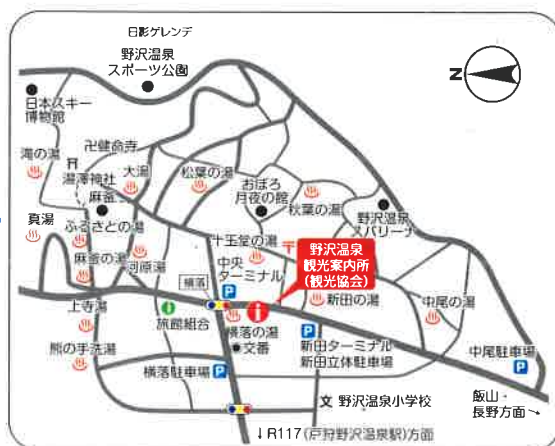 日影ゲレンデ
野沢温泉
スポーツ公園
N
日本スキー
博物館
卍健命寺
滝の湯
湯澤神社
大湯
松葉の湯
おぼろ
月夜の館
秋葉の湯
麻釜
野沢温泉
スパリーナ
真湯
ふるさとの湯
十王堂の湯
〒
野沢温泉
観光案内所
(観光協会)
麻釜の湯
河原湯
横落
中央
ターミナル
P
上寺湯
i
旅館組合
i
新田の湯
中尾の湯
横落の湯
交番
P
新田ターミナル
新田立体駐車場
熊の手洗湯
横落駐車場
P
中尾駐車場
P
文 野沢温泉小学校
飯山・
長野方面→
↓R117(戸狩野沢温泉駅)方面